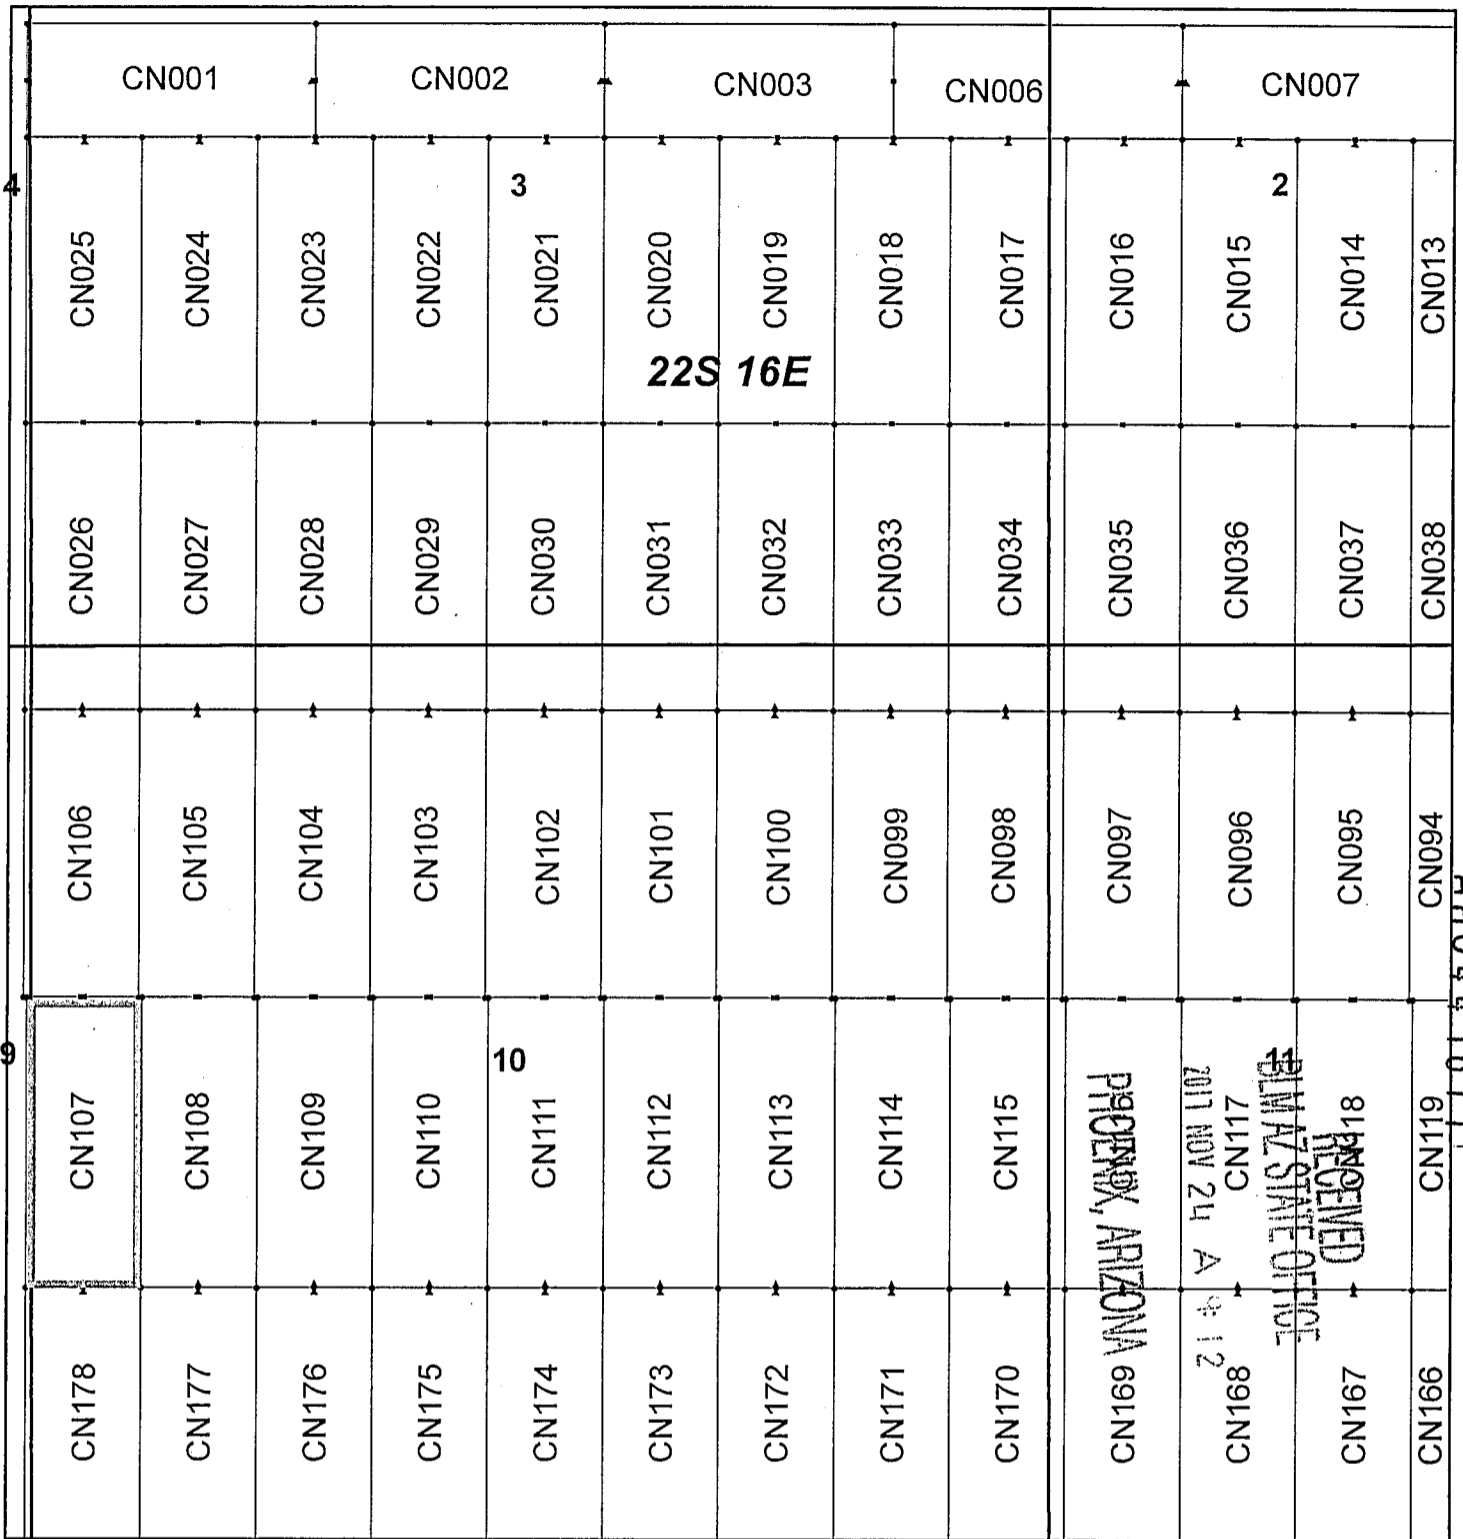 CN001 CN002 CN003 CN006 CN007
4 3 2
CN025 CN024 CN023 CN022 CN021 CN020 CN019 CN018 CN017 CN016 CN015 CN014 CN013
22S 16E
CN026 CN027 CN028 CN029 CN030 CN031 CN032 CN033 CN034 CN035 CN036 CN037 CN038
CN106 CN105 CN104 CN103 CN102 CN101 CN100 CN099 CN098 CN097 CN096 CN095 CN094
9 10 11
CN107 CN108 CN109 CN110 CN111 CN112 CN113 CN114 CN115 CN117 CN119
RECEIVED
BLM AZ STATE OFFICE
2017 NOV 24 A
12
PHOENIX, ARIZONA
CN178 CN177 CN176 CN175 CN174 CN173 CN172 CN171 CN170 CN169 CN168 CN167 CN166